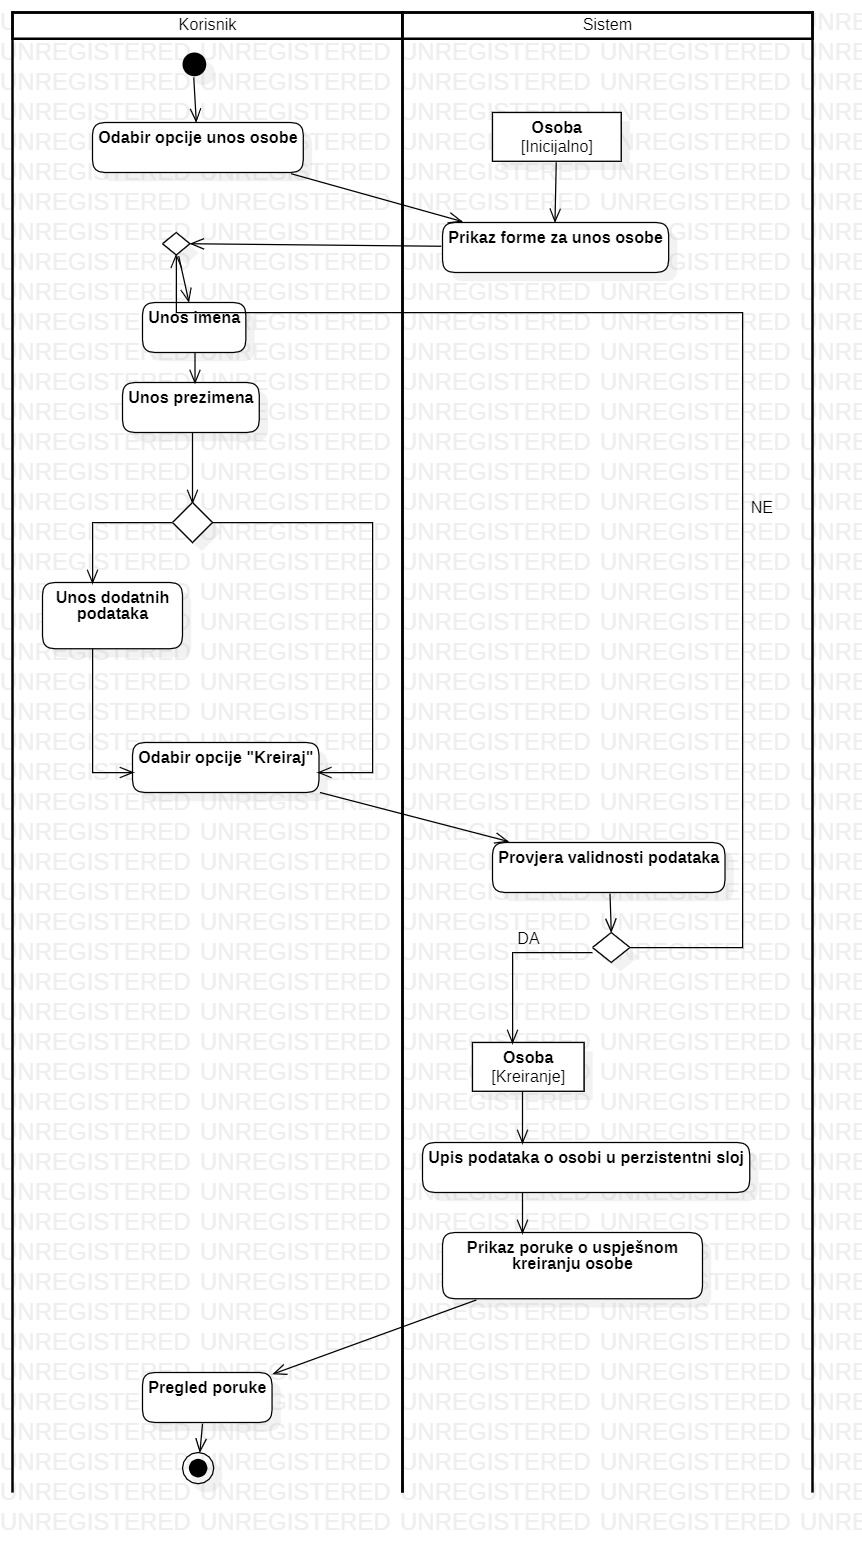 Korisnik
Sistem
Odabir opcije unos osobe
Osoba
[Inicijalno]
Prikaz forme za unos osobe
Unos imena
Unos prezimena
NE
Unos dodatnih
podataka
Odabir opcije "Kreiraj"
Provjera validnosti podataka
DA
Osoba
[Kreiranje]
Upis podataka o osobi u perzistentni sloj
Prikaz poruke o uspješnom
kreiranju osobe
Pregled poruke
UNREGISTERED